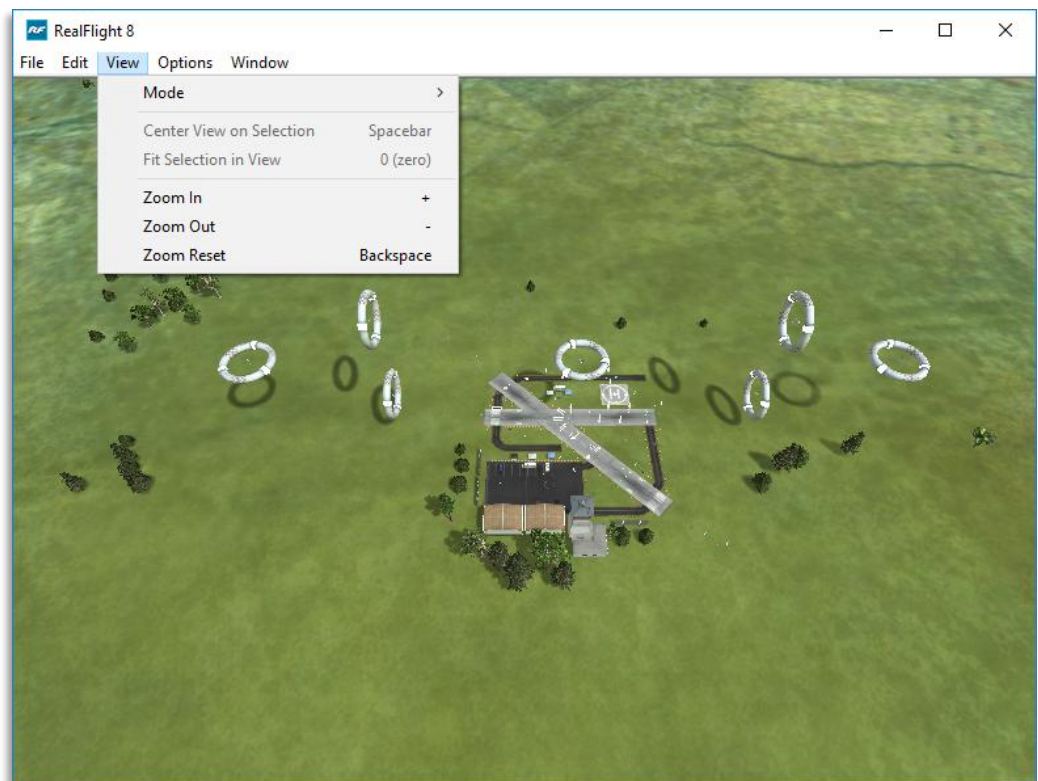 RF RealFlight 8
File Edit View Options Window
Mode >
Center View on Selection Spacebar
Fit Selection in View 0 (zero)
Zoom In +
Zoom Out -
Zoom Reset Backspace
H